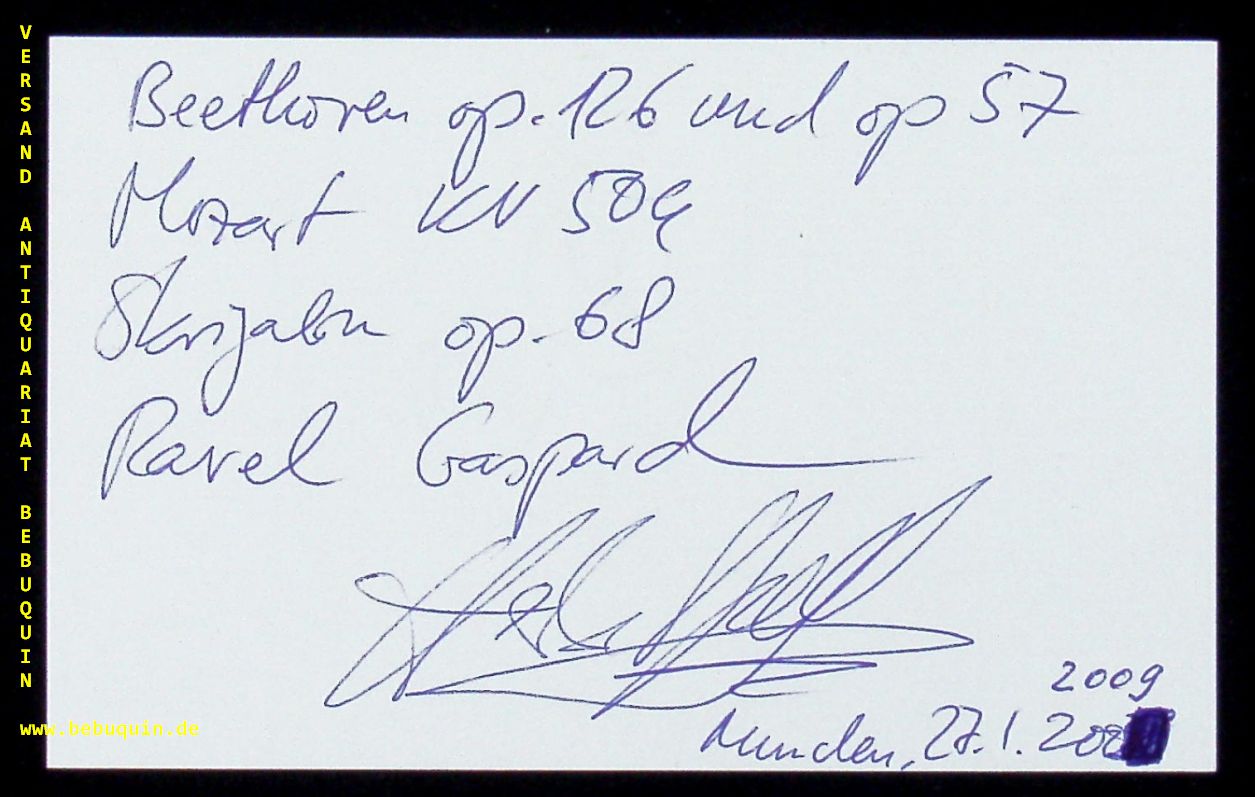 VERSAND ANTIQUARIAT BEBUQUIN
www.bebuquin.de
Beethoven op. 126 und op 57
Mozart KV 509
Skrjabin op. 68
Ravel Gaspard
2009
München, 27.1.200